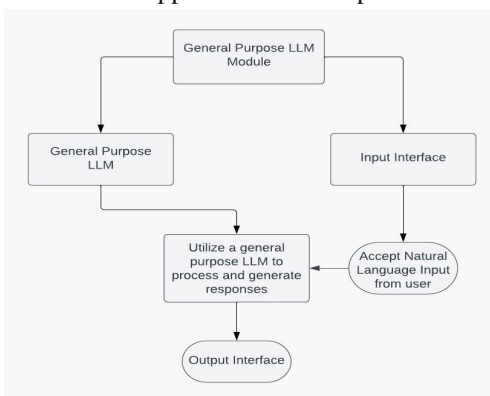 General Purpose LLM
Module
General Purpose
LLM
Input Interface
Utilize a general
purpose LLM to
process and generate
responses
Accept Natural
Language Input
from user
Output Interface